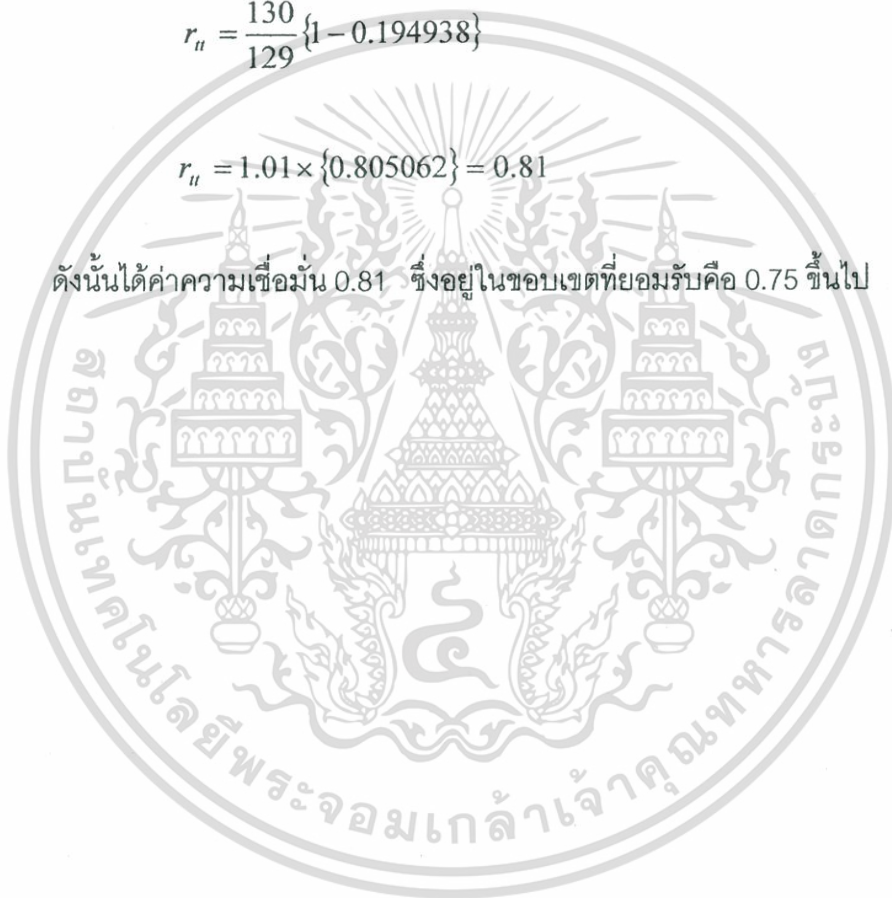 r_{tt} = \frac{130}{129}\{1-0.194938\}
r_{tt} = 1.01×{0.805062} = 0.81
ดังนั้นได้ค่าความเชื่อมั่น 0.81 ซึ่งอยู่ในขอบเขตที่ยอมรับคือ 0.75 ขึ้นไป
สถาบันเทคโนโลยีพระจอมเกล้าเจ้าคุณทหารลาดกระบัง